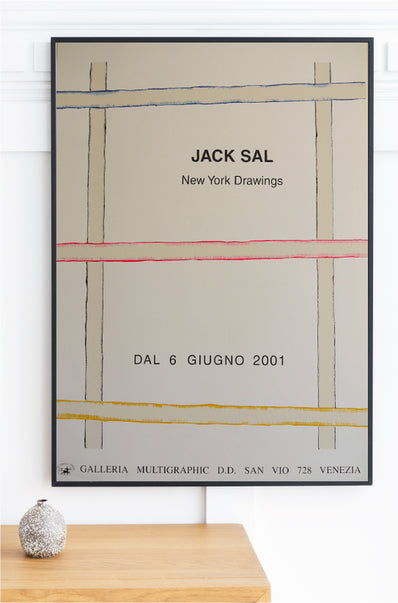 JACK SAL
New York Drawings
DAL 6 GIUGNO 2001
GALLERIA MULTIGRAPHIC D.D. SAN VIO 728 VENEZIA